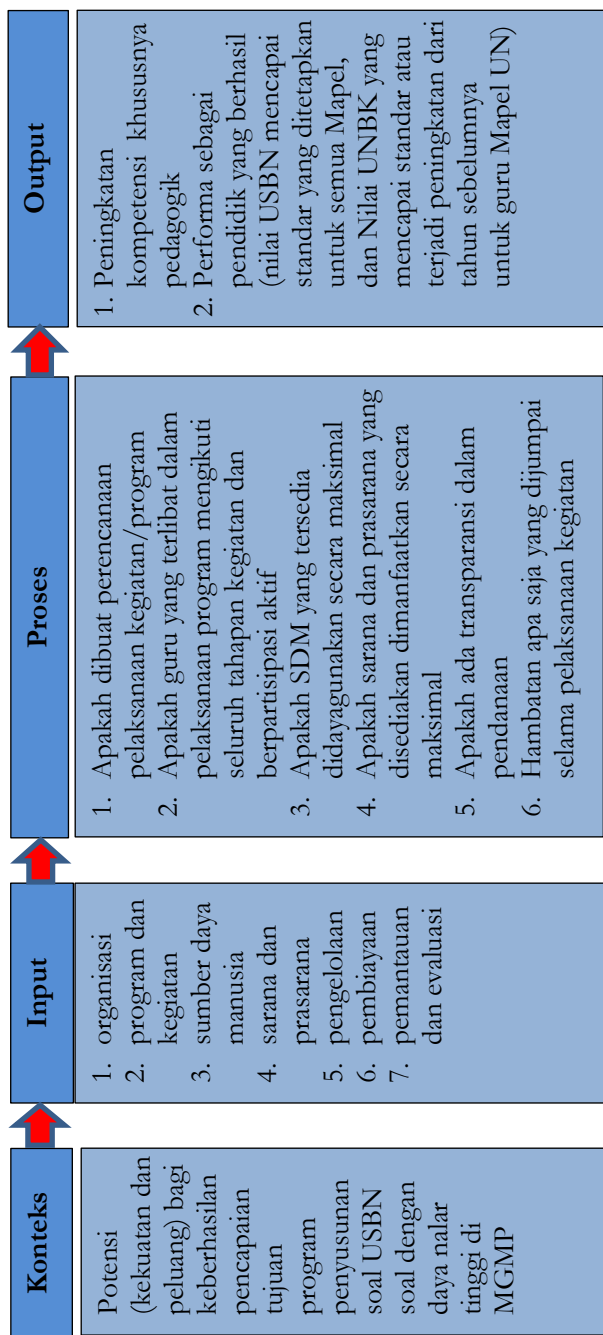 Konteks
Potensi
(kekuatan dan
peluang) bagi
keberhasilan
pencapaian
tujuan
program
penyusunan
soal USBN
soal dengan
daya nalar
tinggi di
MGMP
Input
1. organisasi
2. program dan
kegiatan
3. sumber daya
manusia
4. sarana dan
prasarana
5. pengelolaan
6. pembiayaan
7. pemantauan
dan evaluasi
Proses
1. Apakah dibuat perencanaan
pelaksanaan kegiatan/program
2. Apakah guru yang terlibat dalam
pelaksanaan program mengikuti
seluruh tahapan kegiatan dan
berpartisipasi aktif
3. Apakah SDM yang tersedia
didayagunakan secara maksimal
4. Apakah sarana dan prasarana yang
disediakan dimanfaatkan secara
maksimal
5. Apakah ada transparansi dalam
pendanaan
6. Hambatan apa saja yang dijumpai
selama pelaksanaan kegiatan
Output
1. Peningkatan
kompetensi khususnya
pedagogik
2. Performa sebagai
pendidik yang berhasil
(nilai USBN mencapai
standar yang ditetapkan
untuk semua Mapel,
dan Nilai UNBK yang
mencapai standar atau
terjadi peningkatan dari
tahun sebelumnya
untuk guru Mapel UN)